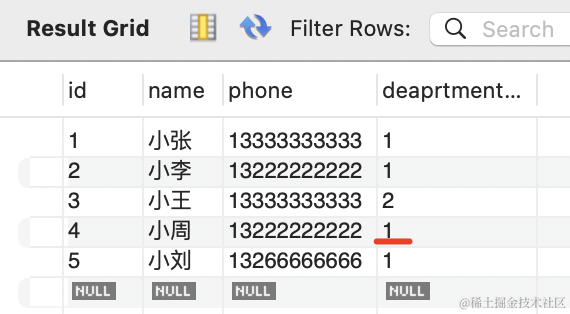 Result Grid Filter Rows: Search
id name phone deaprtment...
1 小张 13333333333 1
2 小李 13222222222 1
3 小王 13333333333 2
4 小周 13222222222 1
5 小刘 13266666666 1
NULL NULL NULL NULL
@稀土掘金技术社区